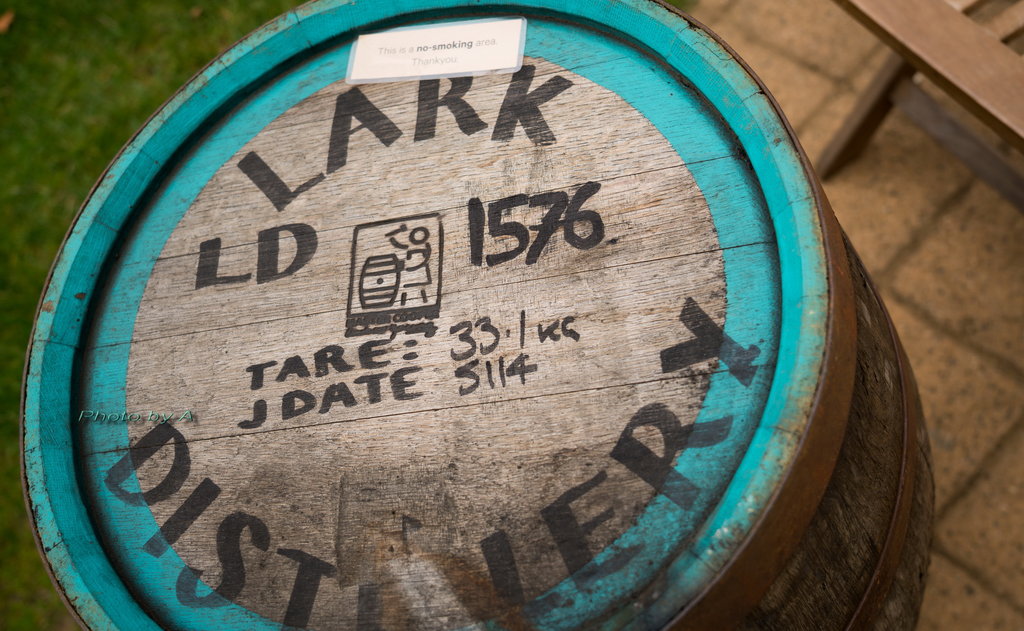 This is a no-smoking area.
Thankyou.
LARK
LD 1576.
TARE: 33.1 KG
JDATE 5114
DISTILLERY
Photo by A